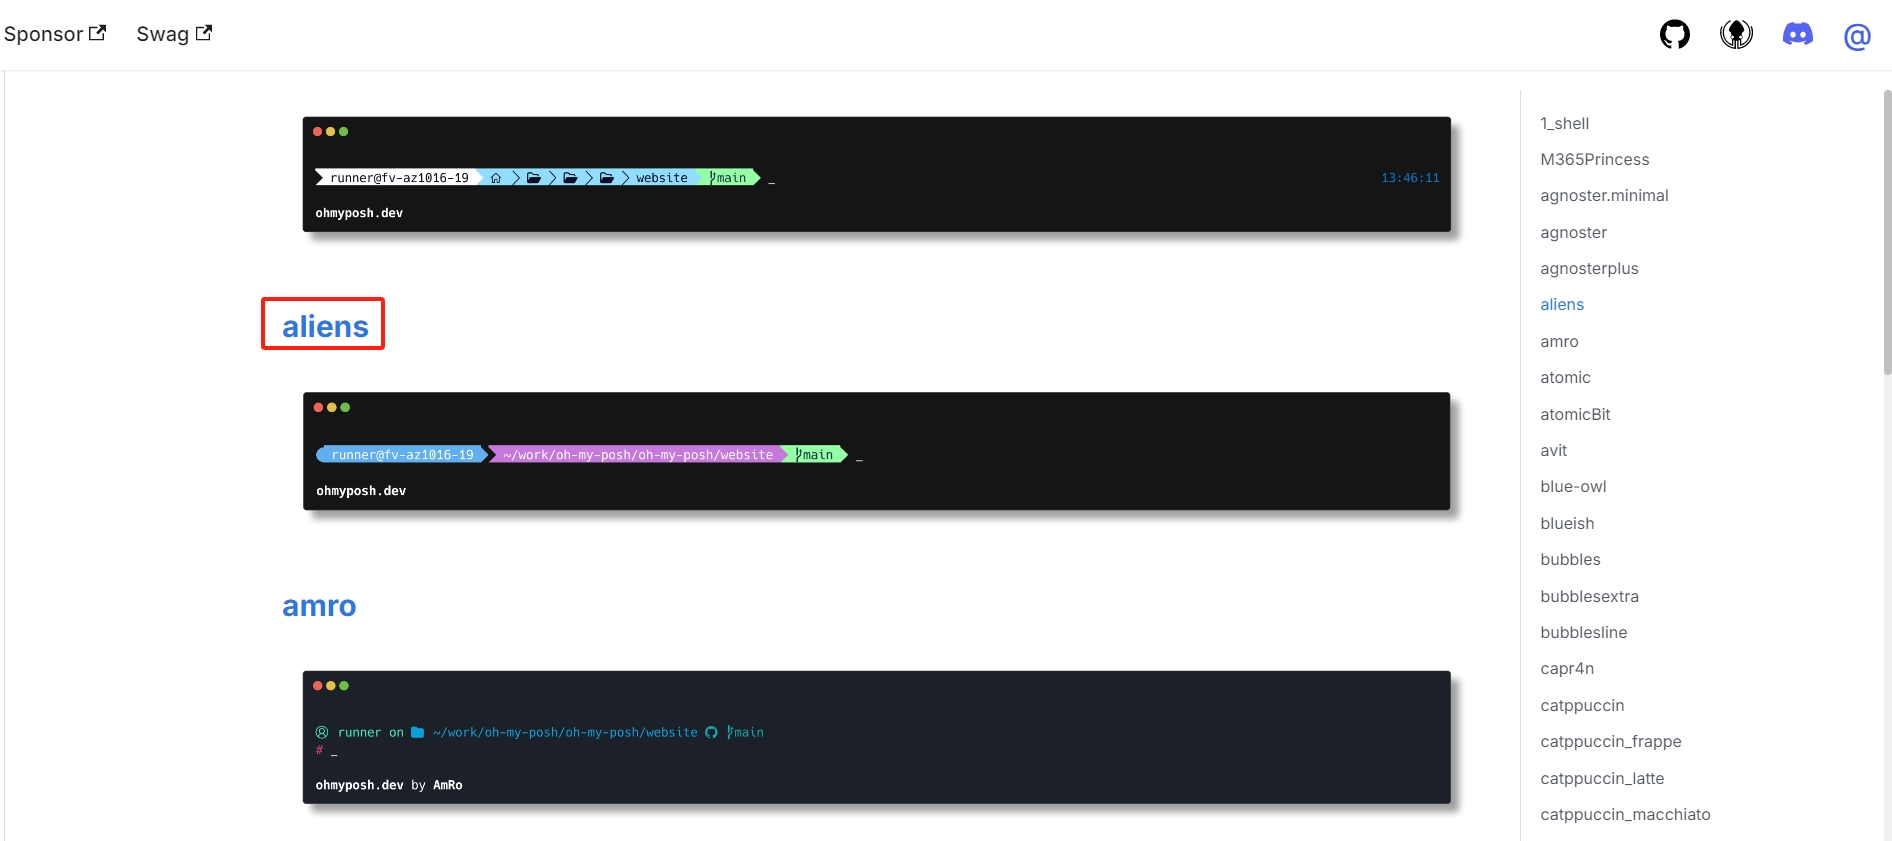 Sponsor
Swag
@
runner@fv-az1016-19 website main _ 13:46:11
ohmyposh.dev
aliens
runner@fv-az1016-19 ~/work/oh-my-posh/oh-my-posh/website main _
ohmyposh.dev
amro
runner on ~/work/oh-my-posh/oh-my-posh/website main
# _
ohmyposh.dev by AmRo
1_shell
M365Princess
agnoster.minimal
agnoster
agnosterplus
aliens
amro
atomic
atomicBit
avit
blue-owl
blueish
bubbles
bubblesextra
bubblesline
capr4n
catppuccin
catppuccin_frappe
catppuccin_latte
catppuccin_macchiato